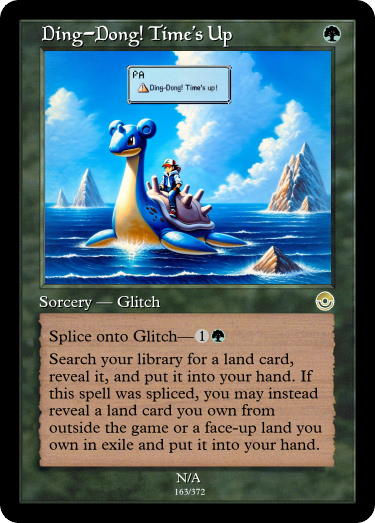 Ding-Dong! Time's Up
PA
Ding-Dong! Time's up!
Sorcery — Glitch
Splice onto Glitch—1
Search your library for a land card,
reveal it, and put it into your hand. If
this spell was spliced, you may instead
reveal a land card you own from
outside the game or a face-up land you
own in exile and put it into your hand.
N/A
163/372